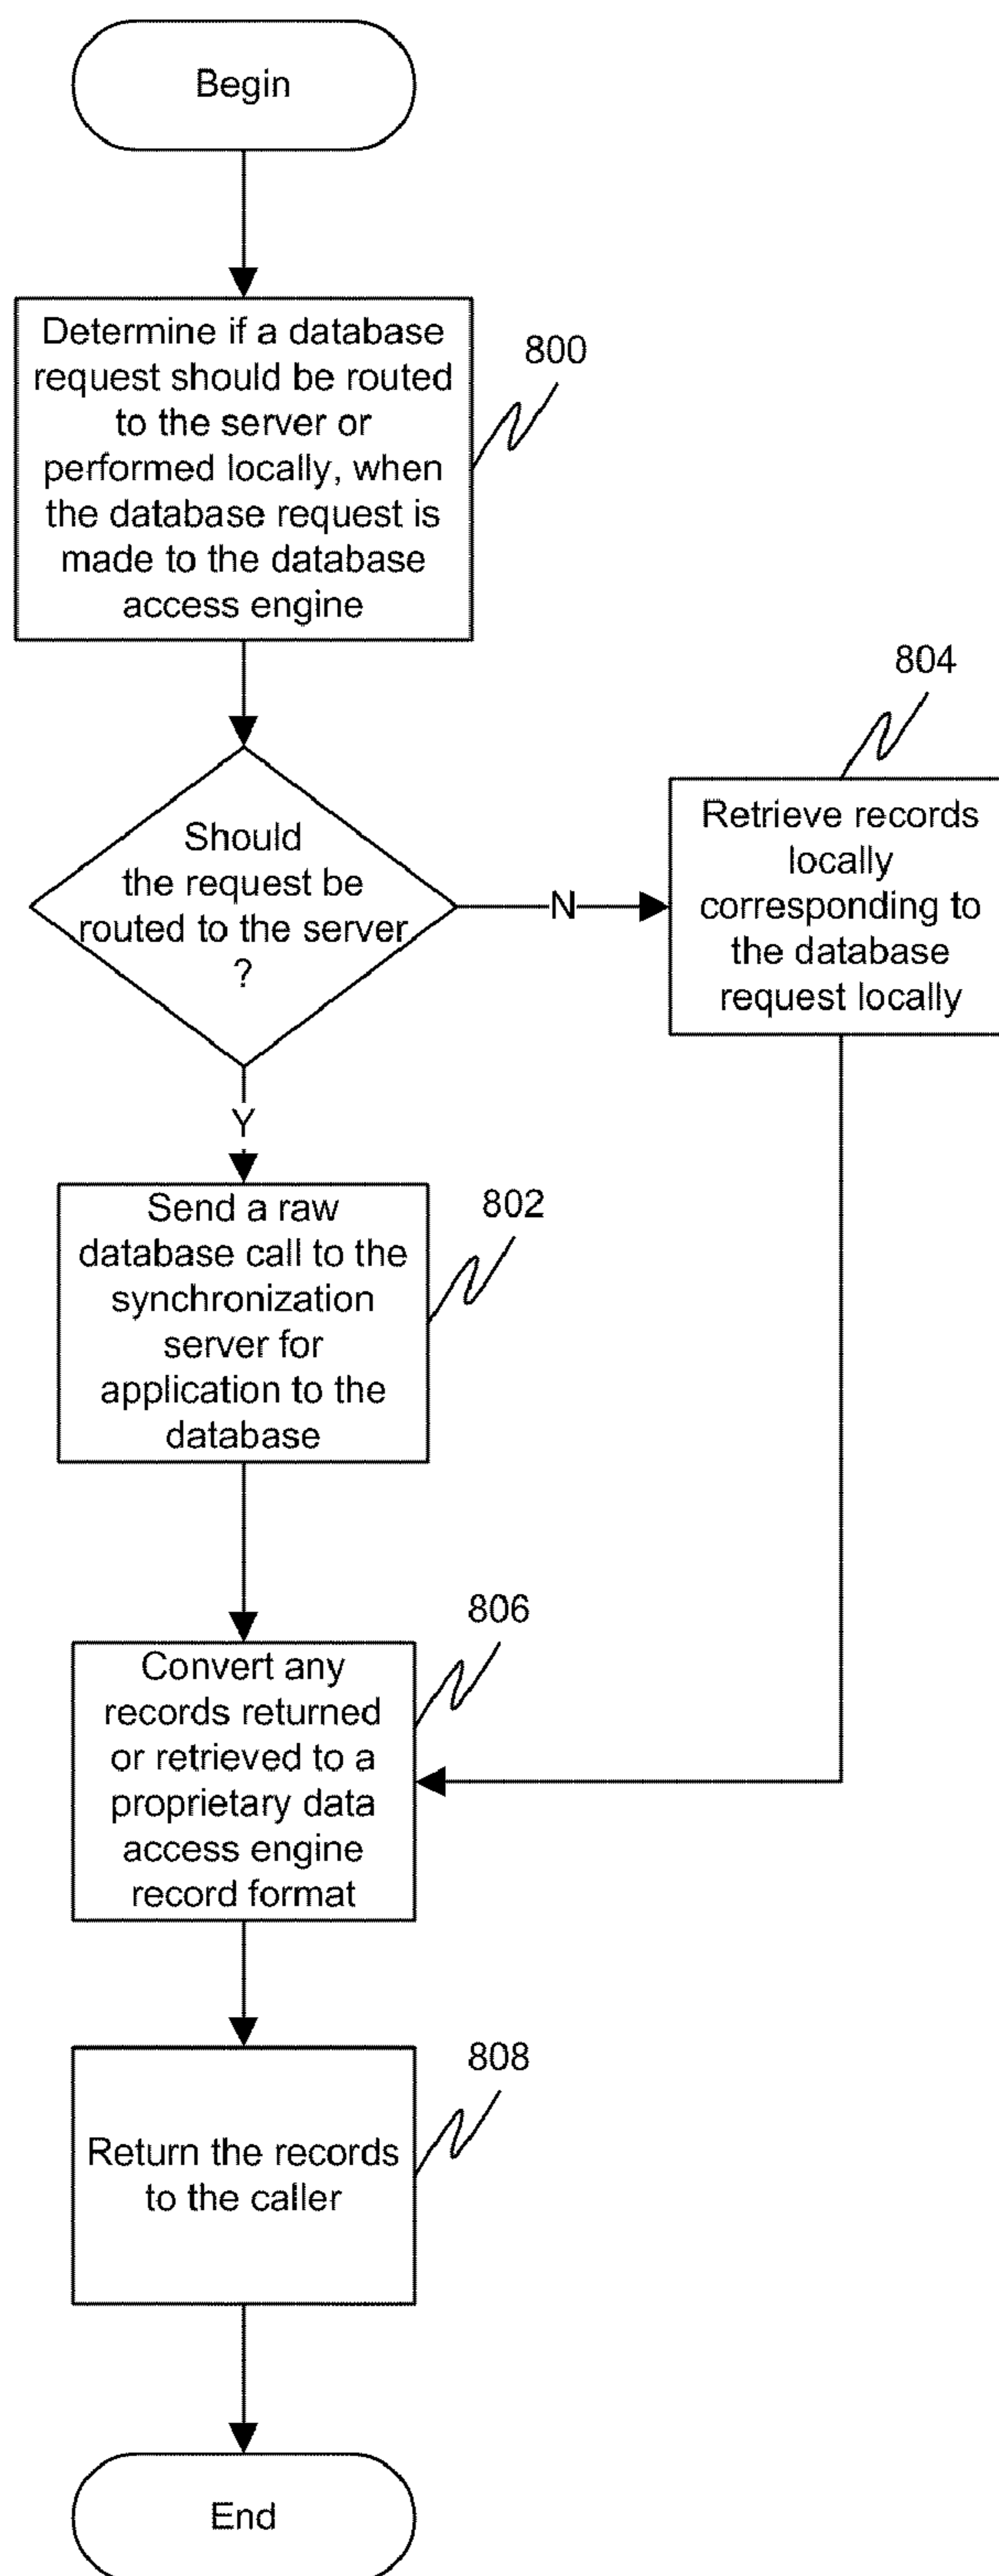 Begin
Determine if a database
request should be routed
to the server or
performed locally, when
the database request is
made to the database
access engine
800
Should
the request be
routed to the server
?
N
804
Retrieve records
locally
corresponding to
the database
request locally
Y
Send a raw
database call to the
synchronization
server for
application to the
database
802
Convert any
records returned
or retrieved to a
proprietary data
access engine
record format
806
Return the records
to the caller
808
End